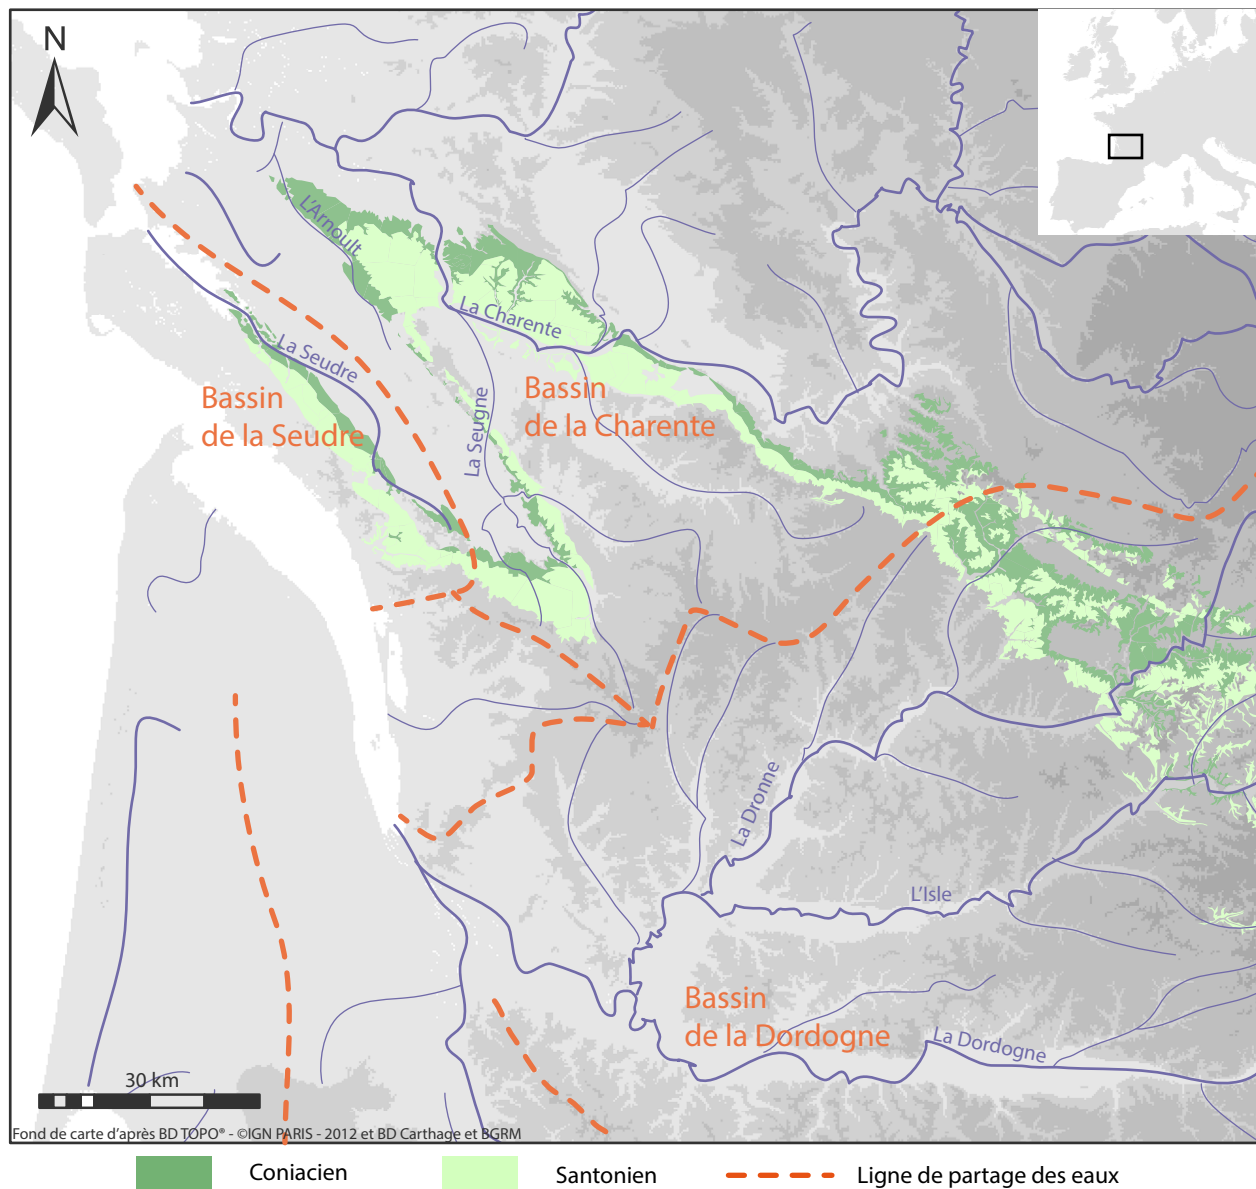 N
L'Arnoult
La Charente
La Seudre
Bassin
de la Seudre
Bassin
de la Charente
La Seugne
La Dronne
L'Isle
Bassin
de la Dordogne
La Dordogne
30 km
Fond de carte d'après BD TOPO® - ©IGN PARIS - 2012 et BD Carthage et BGRM
Coniacien
Santonien
Ligne de partage des eaux